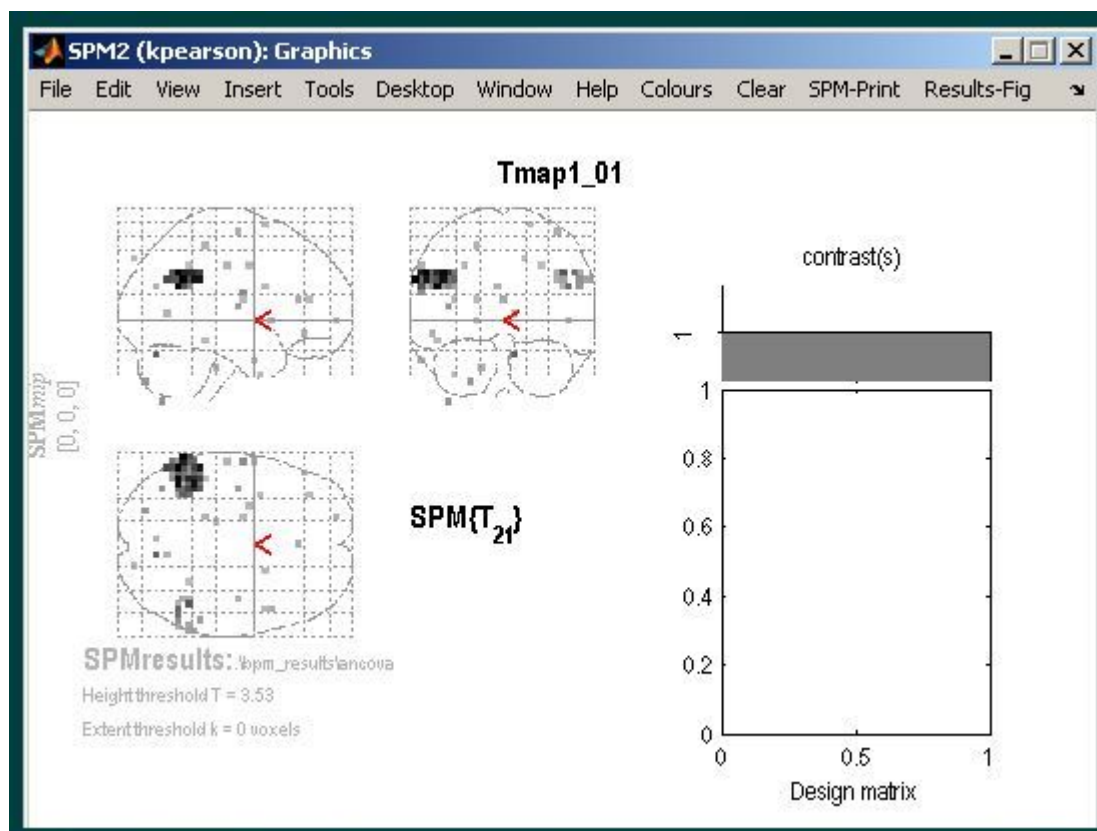 SPM2 (kpearson): Graphics
File Edit View Insert Tools Desktop Window Help Colours Clear SPM-Print Results-Fig
Tmap1_01
contrast(s)
1
SPMmip
[0, 0, 0]
1
0.8
0.6
0.4
0.2
0
0 0.5 1
Design matrix
SPM{T21}
SPMresults: .\bpm_results\ancova
Height threshold T = 3.53
Extent threshold k = 0 voxels